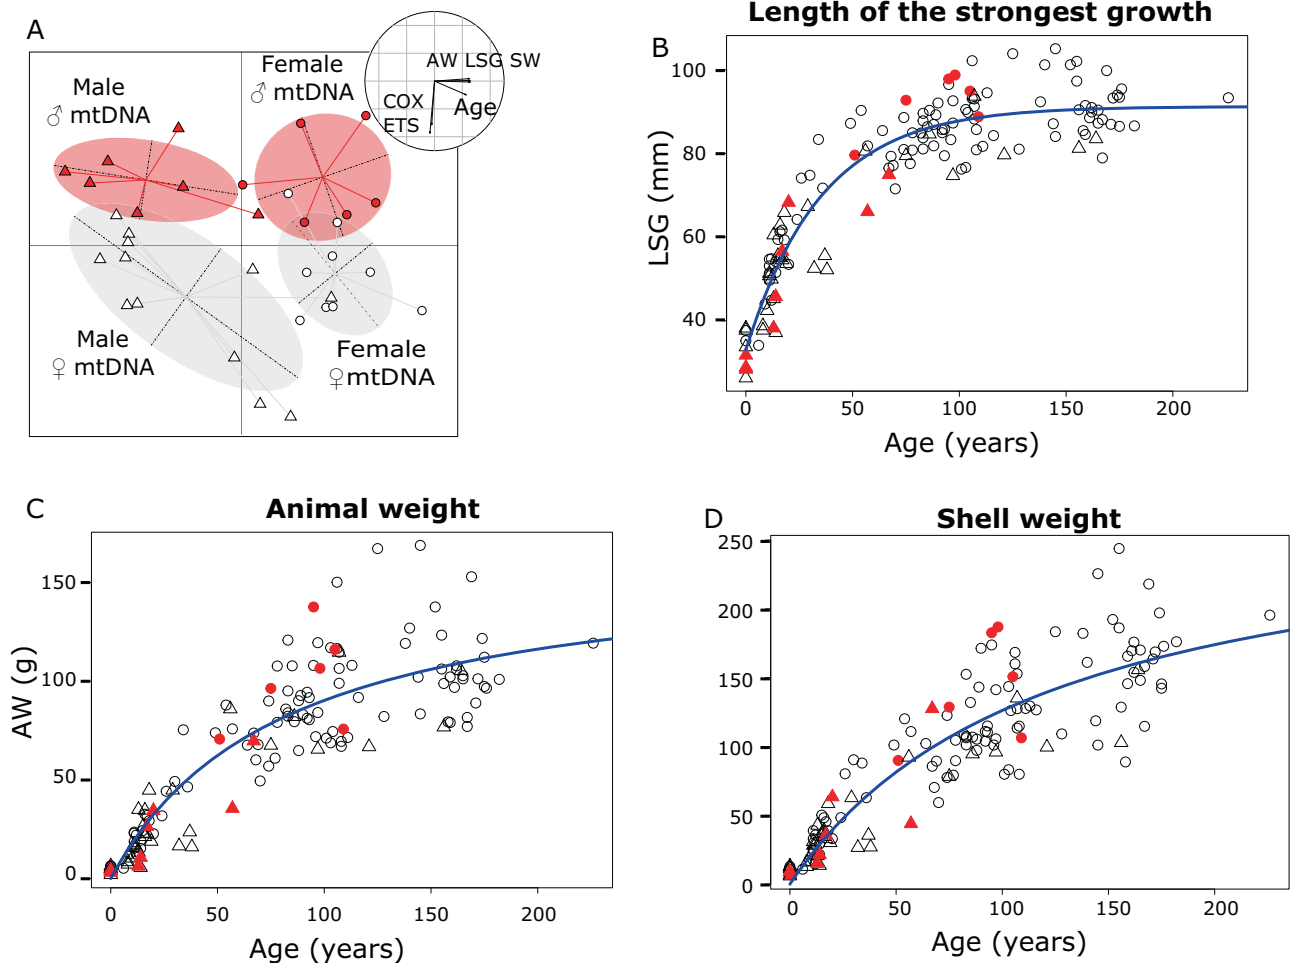 A
Male
♂ mtDNA
Female
♂ mtDNA
AW LSG SW
COX
ETS
Age
Male
♀ mtDNA
Female
♀mtDNA
Length of the strongest growth
B
LSG (mm)
100
80
60
40
0 50 100 150 200
Age (years)
C
Animal weight
AW (g)
150
100
50
0
0 50 100 150 200
Age (years)
D
Shell weight
250
200
150
100
50
0
0 50 100 150 200
Age (years)